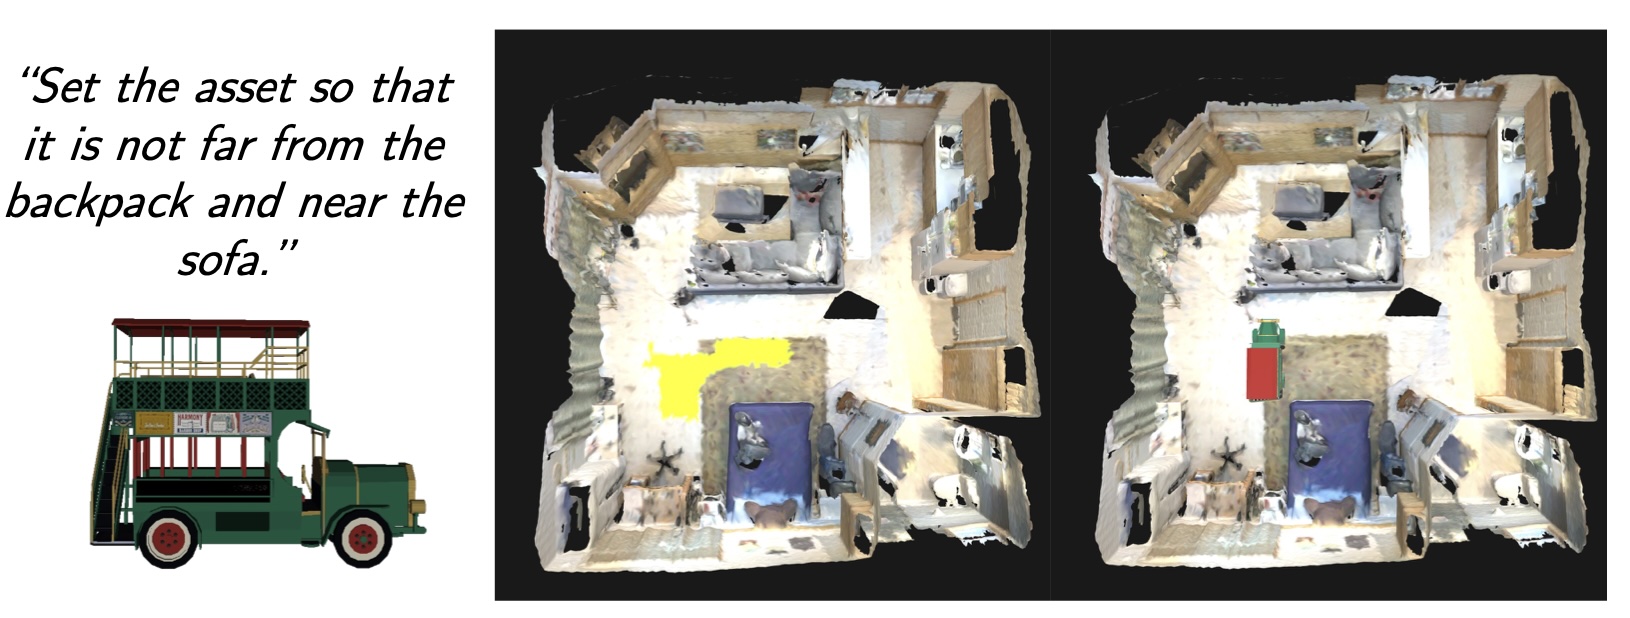 “Set the asset so that
it is not far from the
backpack and near the
sofa.”
HARMONY